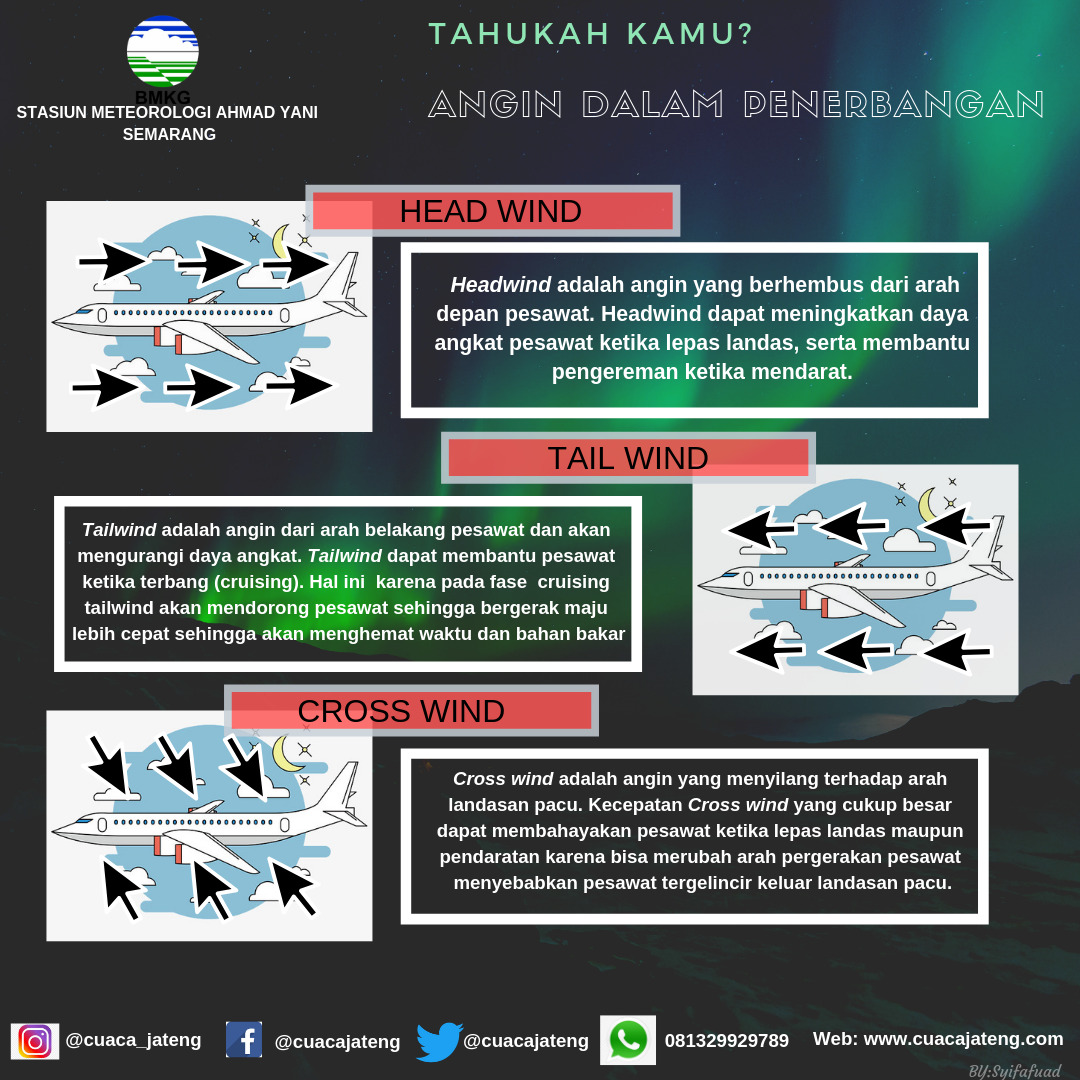 BMKG
STASIUN METEOROLOGI AHMAD YANI
SEMARANG
TAHUKAH KAMU?
ANGIN DALAM PENERBANGAN
HEAD WIND
Headwind adalah angin yang berhembus dari arah
depan pesawat. Headwind dapat meningkatkan daya
angkat pesawat ketika lepas landas, serta membantu
pengereman ketika mendarat.
TAIL WIND
Tailwind adalah angin dari arah belakang pesawat dan akan
mengurangi daya angkat. Tailwind dapat membantu pesawat
ketika terbang (cruising). Hal ini karena pada fase cruising
tailwind akan mendorong pesawat sehingga bergerak maju
lebih cepat sehingga akan menghemat waktu dan bahan bakar
CROSS WIND
Cross wind adalah angin yang menyilang terhadap arah
landasan pacu. Kecepatan Cross wind yang cukup besar
dapat membahayakan pesawat ketika lepas landas maupun
pendaratan karena bisa merubah arah pergerakan pesawat
menyebabkan pesawat tergelincir keluar landasan pacu.
@cuaca_jateng
@cuacajateng
@cuacajateng
081329929789
Web: www.cuacajateng.com
BY:Syifafuad